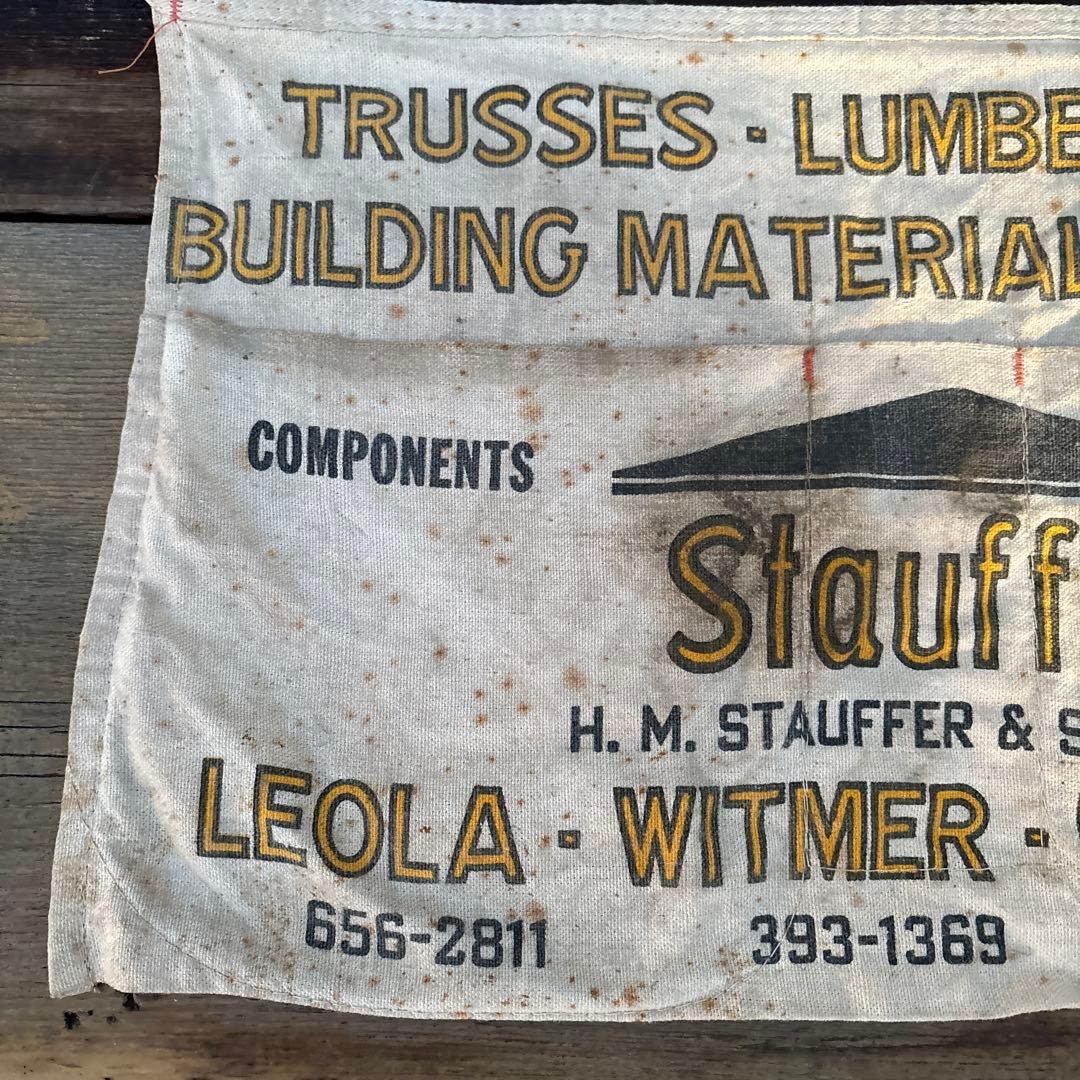 TRUSSES · LUMBE
BUILDING MATERIAL
COMPONENTS
Stauff
H. M. STAUFFER & S
LEOLA · WITMER ·
656-2811 393-1369